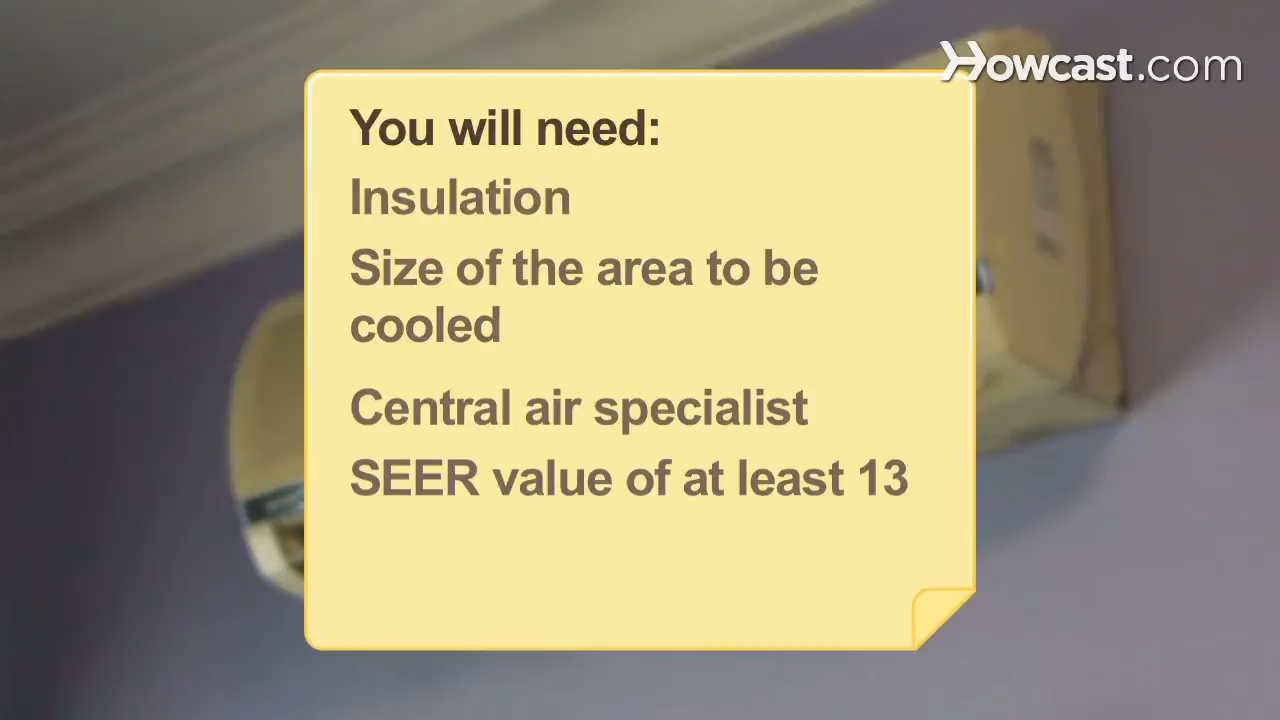 Howcast.com
You will need:
Insulation
Size of the area to be
cooled
Central air specialist
SEER value of at least 13